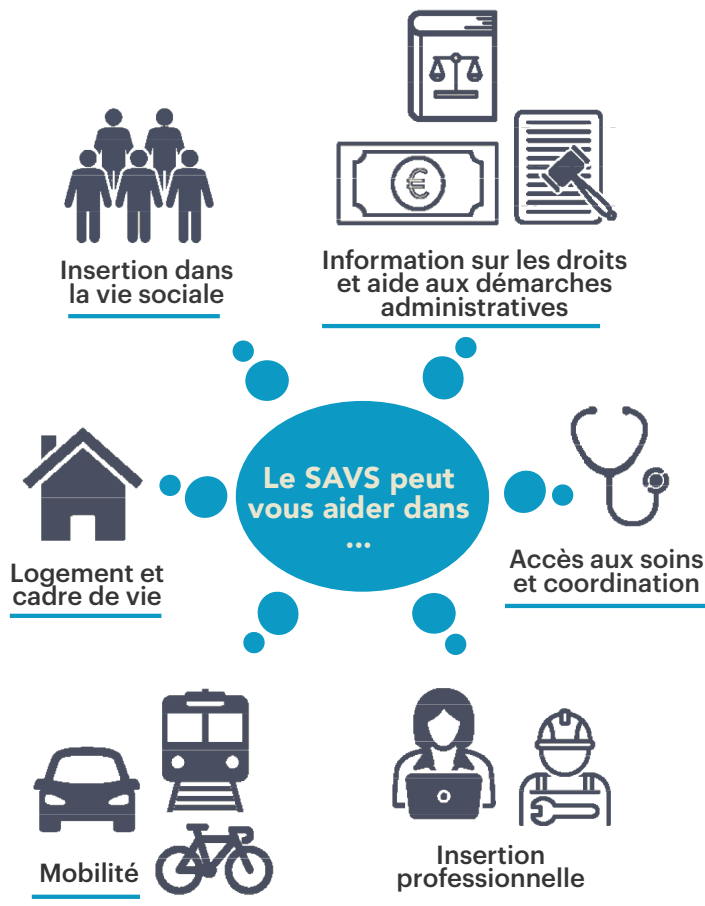 Insertion dans
la vie sociale
Information sur les droits
et aide aux démarches
administratives
€
Le SAVS peut
vous aider dans
...
Logement et
cadre de vie
Accès aux soins
et coordination
Mobilité
Insertion
professionnelle